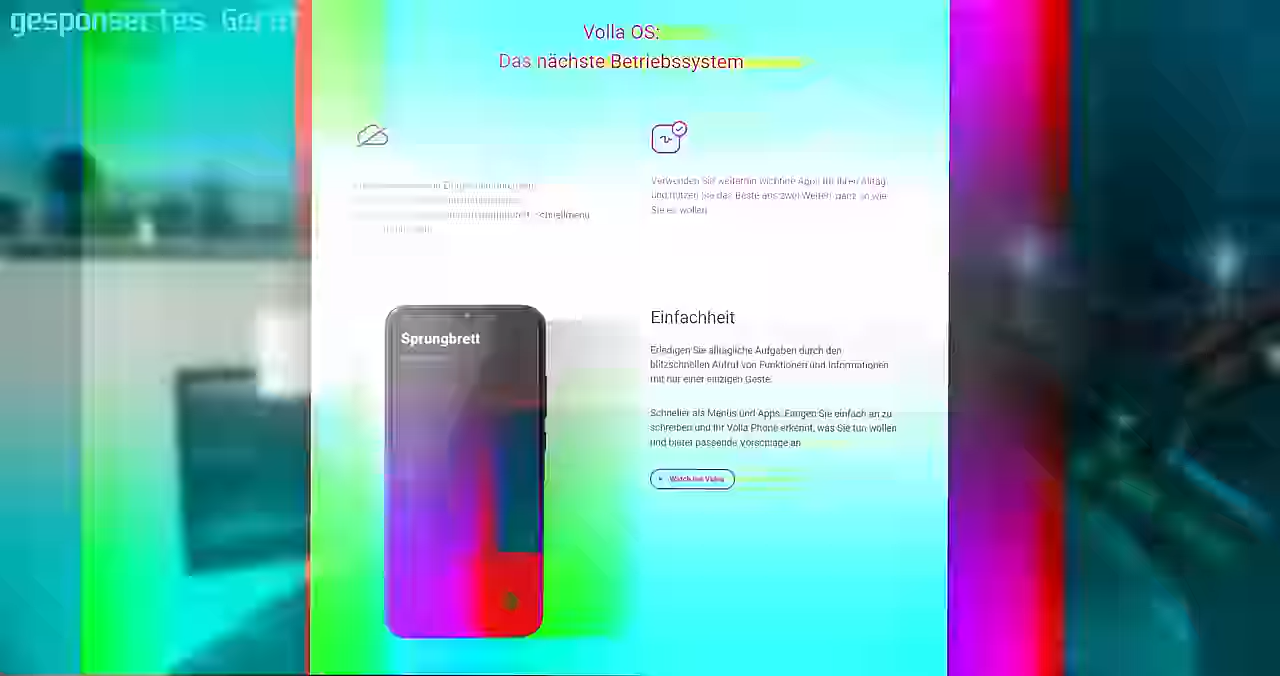 gesponsertes Gerät
Volla OS:
Das nächste Betriebssystem
Schnellmenü
Verwenden Sie weiterhin wichtige Apps für Ihren Alltag
und nutzen Sie das Beste aus zwei Welten ganz so wie
Sie es wollen
Sprungbrett
Einfachheit
Erledigen Sie alltägliche Aufgaben durch den
blitzschnellen Aufruf von Funktionen und Informationen
mit nur einer einzigen Geste.
Schneller als Menüs und Apps. Fangen Sie einfach an zu
schreiben und Ihr Volla Phone erkennt, was Sie tun wollen
und bietet passende Vorschläge an
Watch the Video